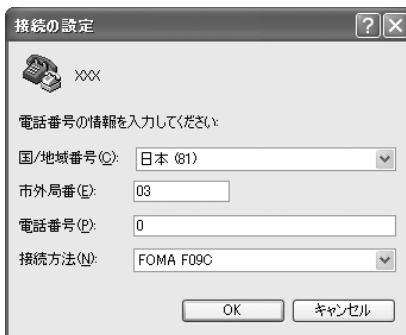 接続の設定
XXX
電話番号の情報を入力してください:
国/地域番号(C): 日本 (81)
市外局番(E): 03
電話番号(P): 0
接続方法(N): FOMA F09C
OK キャンセル